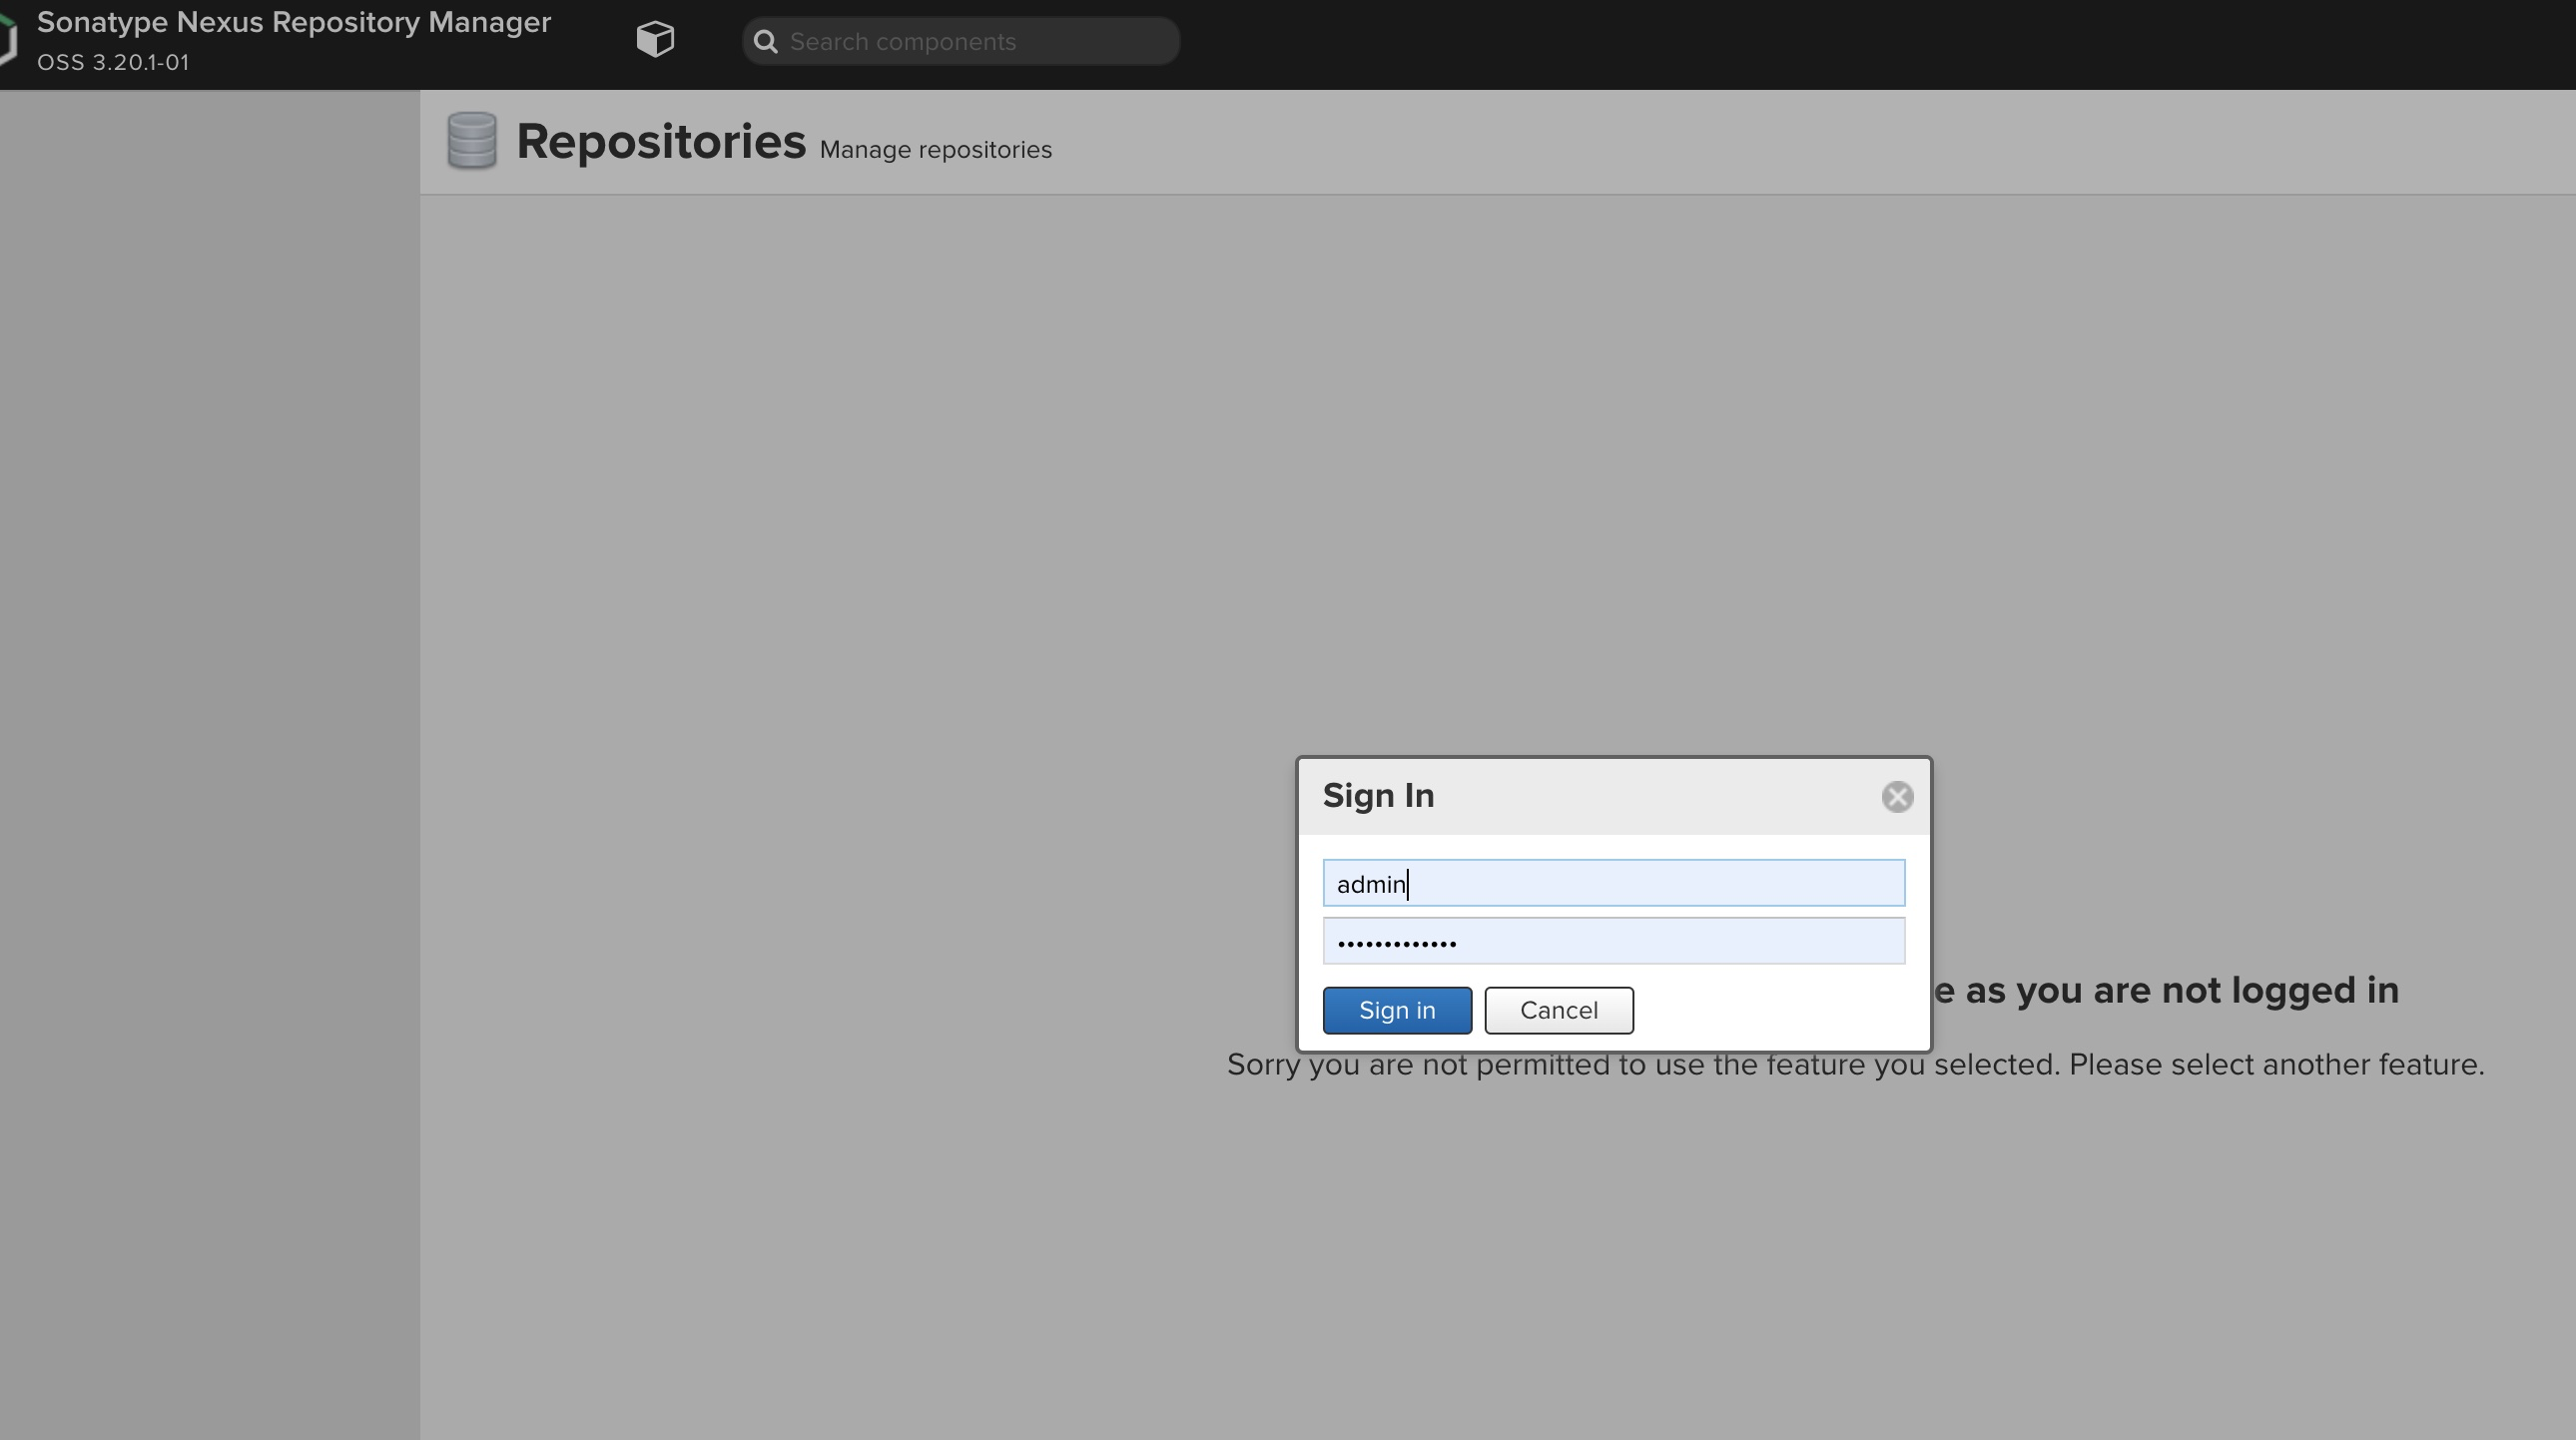 Sonatype Nexus Repository Manager
OSS 3.20.1-01
Search components
Repositories Manage repositories
Sign In
admin
•••••••••••••
Sign in Cancel
e as you are not logged in
Sorry you are not permitted to use the feature you selected. Please select another feature.